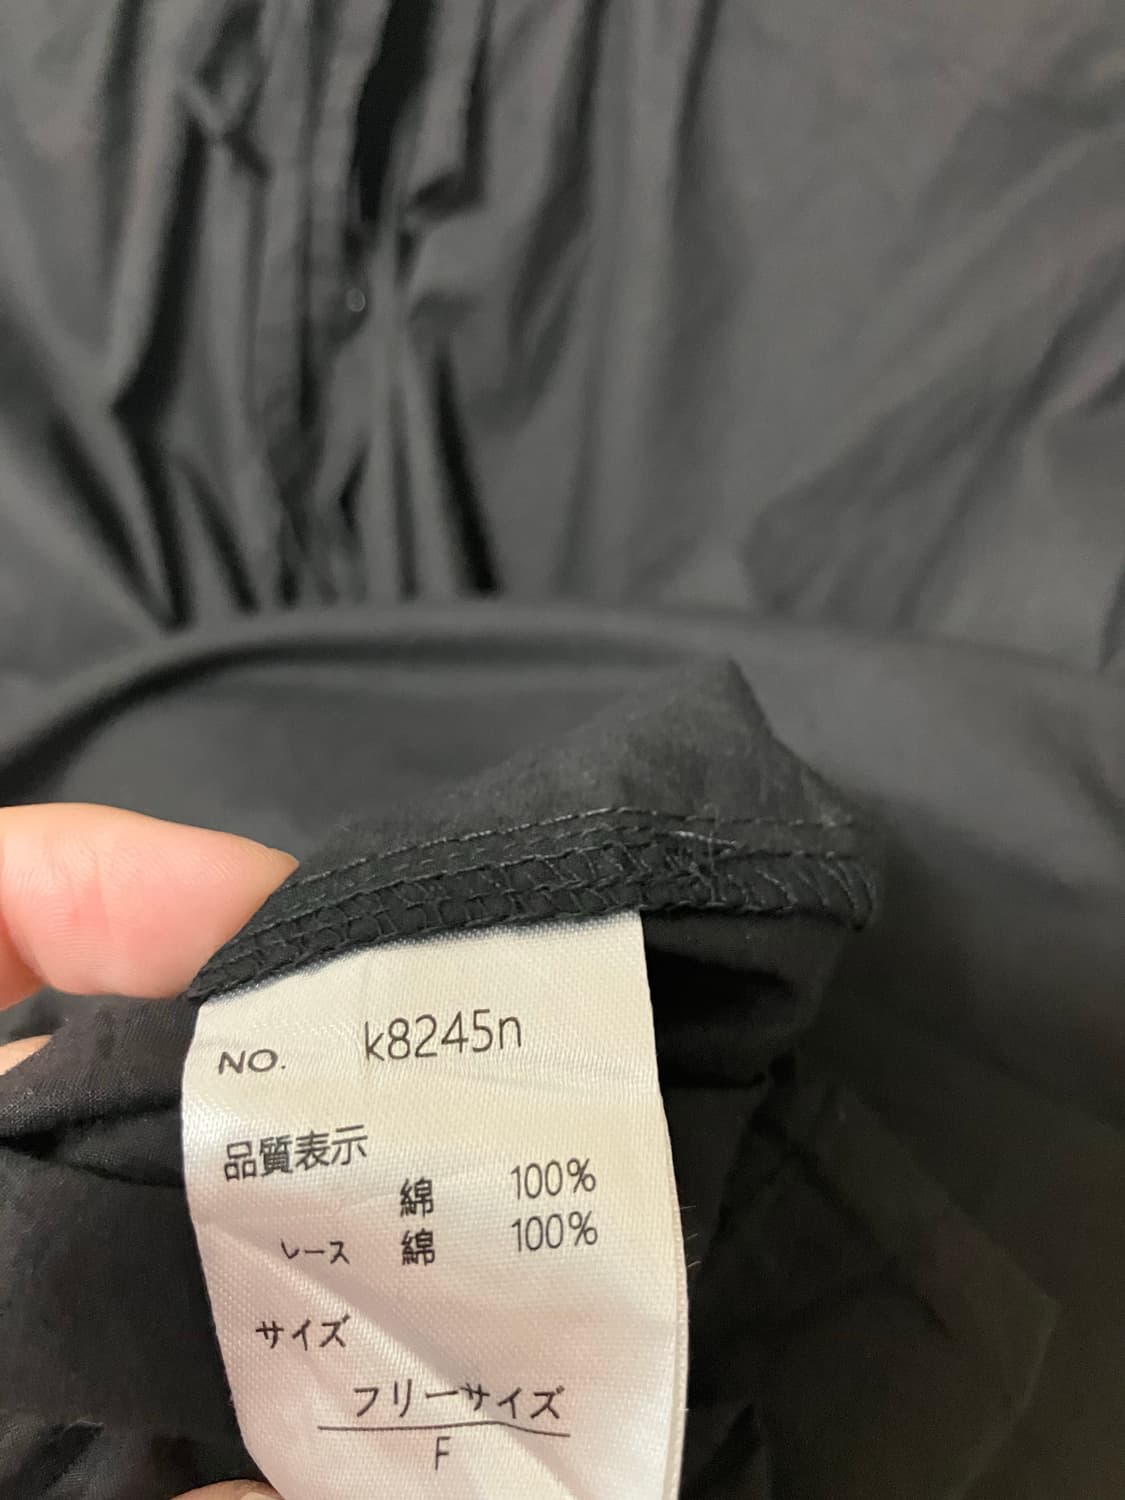 NO. k8245n
品質表示
綿 100%
レース 綿 100%
サイズ
フリーサイズ
F